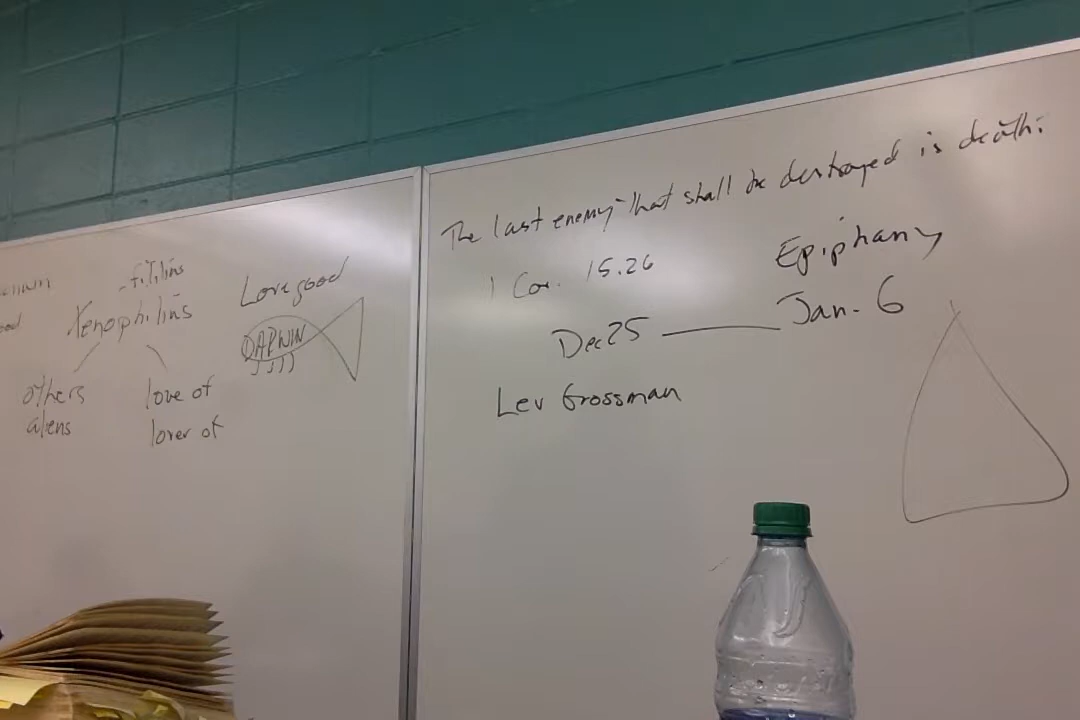 -filius
Xenophilius
others
aliens
love of
lover of
Lovegood
DARWIN
The last enemy that shall be destroyed is death.
1 Cor. 15.26
Epiphany
Dec 25 — Jan. 6
Lev Grossman